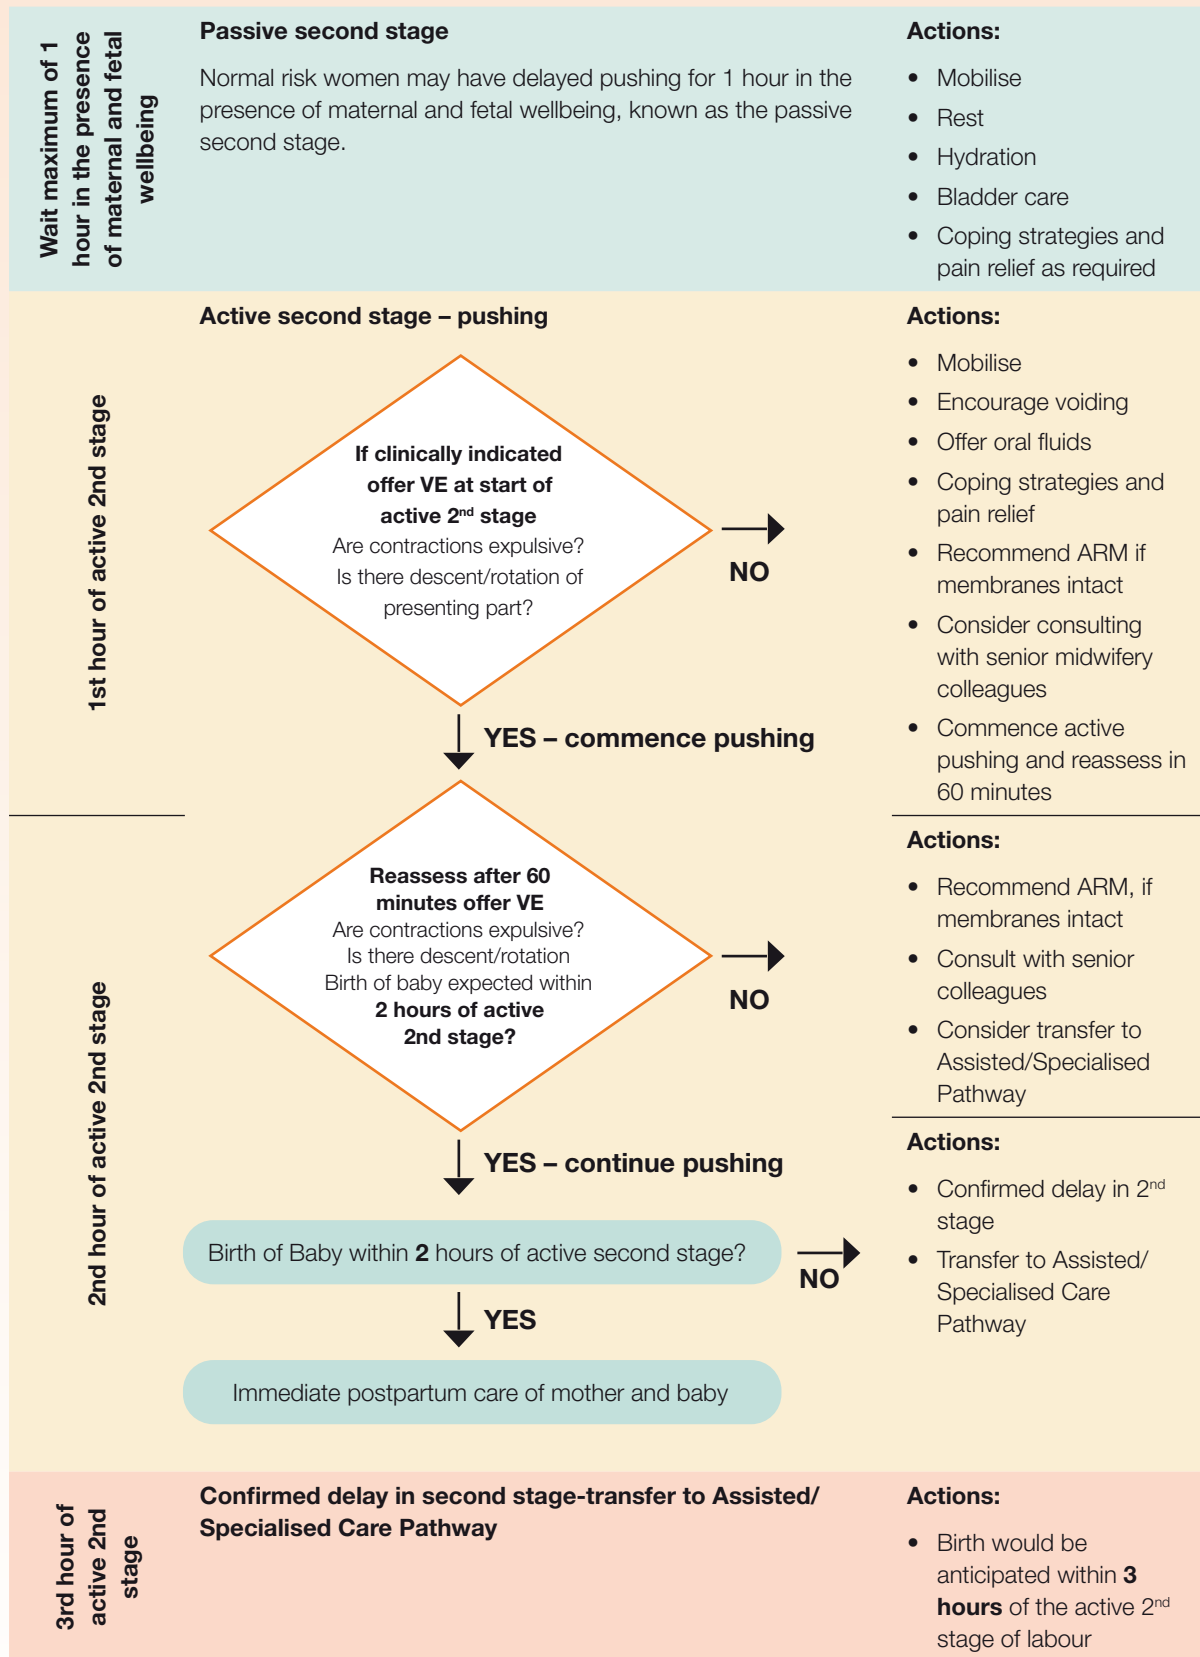 Wait maximum of 1
hour in the presence
of maternal and fetal
wellbeing
Passive second stage
Normal risk women may have delayed pushing for 1 hour in the
presence of maternal and fetal wellbeing, known as the passive
second stage.
Actions:
• Mobilise
• Rest
• Hydration
• Bladder care
• Coping strategies and
pain relief as required
1st hour of active 2nd stage
Active second stage – pushing
If clinically indicated
offer VE at start of
active 2nd stage
Are contractions expulsive?
Is there descent/rotation of
presenting part?
NO
YES – commence pushing
Actions:
• Mobilise
• Encourage voiding
• Offer oral fluids
• Coping strategies and
pain relief
• Recommend ARM if
membranes intact
• Consider consulting
with senior midwifery
colleagues
• Commence active
pushing and reassess in
60 minutes
2nd hour of active 2nd stage
Reassess after 60
minutes offer VE
Are contractions expulsive?
Is there descent/rotation
Birth of baby expected within
2 hours of active
2nd stage?
NO
Actions:
• Recommend ARM, if
membranes intact
• Consult with senior
colleagues
• Consider transfer to
Assisted/Specialised
Pathway
YES – continue pushing
Birth of Baby within 2 hours of active second stage?
NO
Actions:
• Confirmed delay in 2nd
stage
• Transfer to Assisted/
Specialised Care
Pathway
YES
Immediate postpartum care of mother and baby
3rd hour of
active 2nd
stage
Confirmed delay in second stage-transfer to Assisted/
Specialised Care Pathway
Actions:
• Birth would be
anticipated within 3
hours of the active 2nd
stage of labour